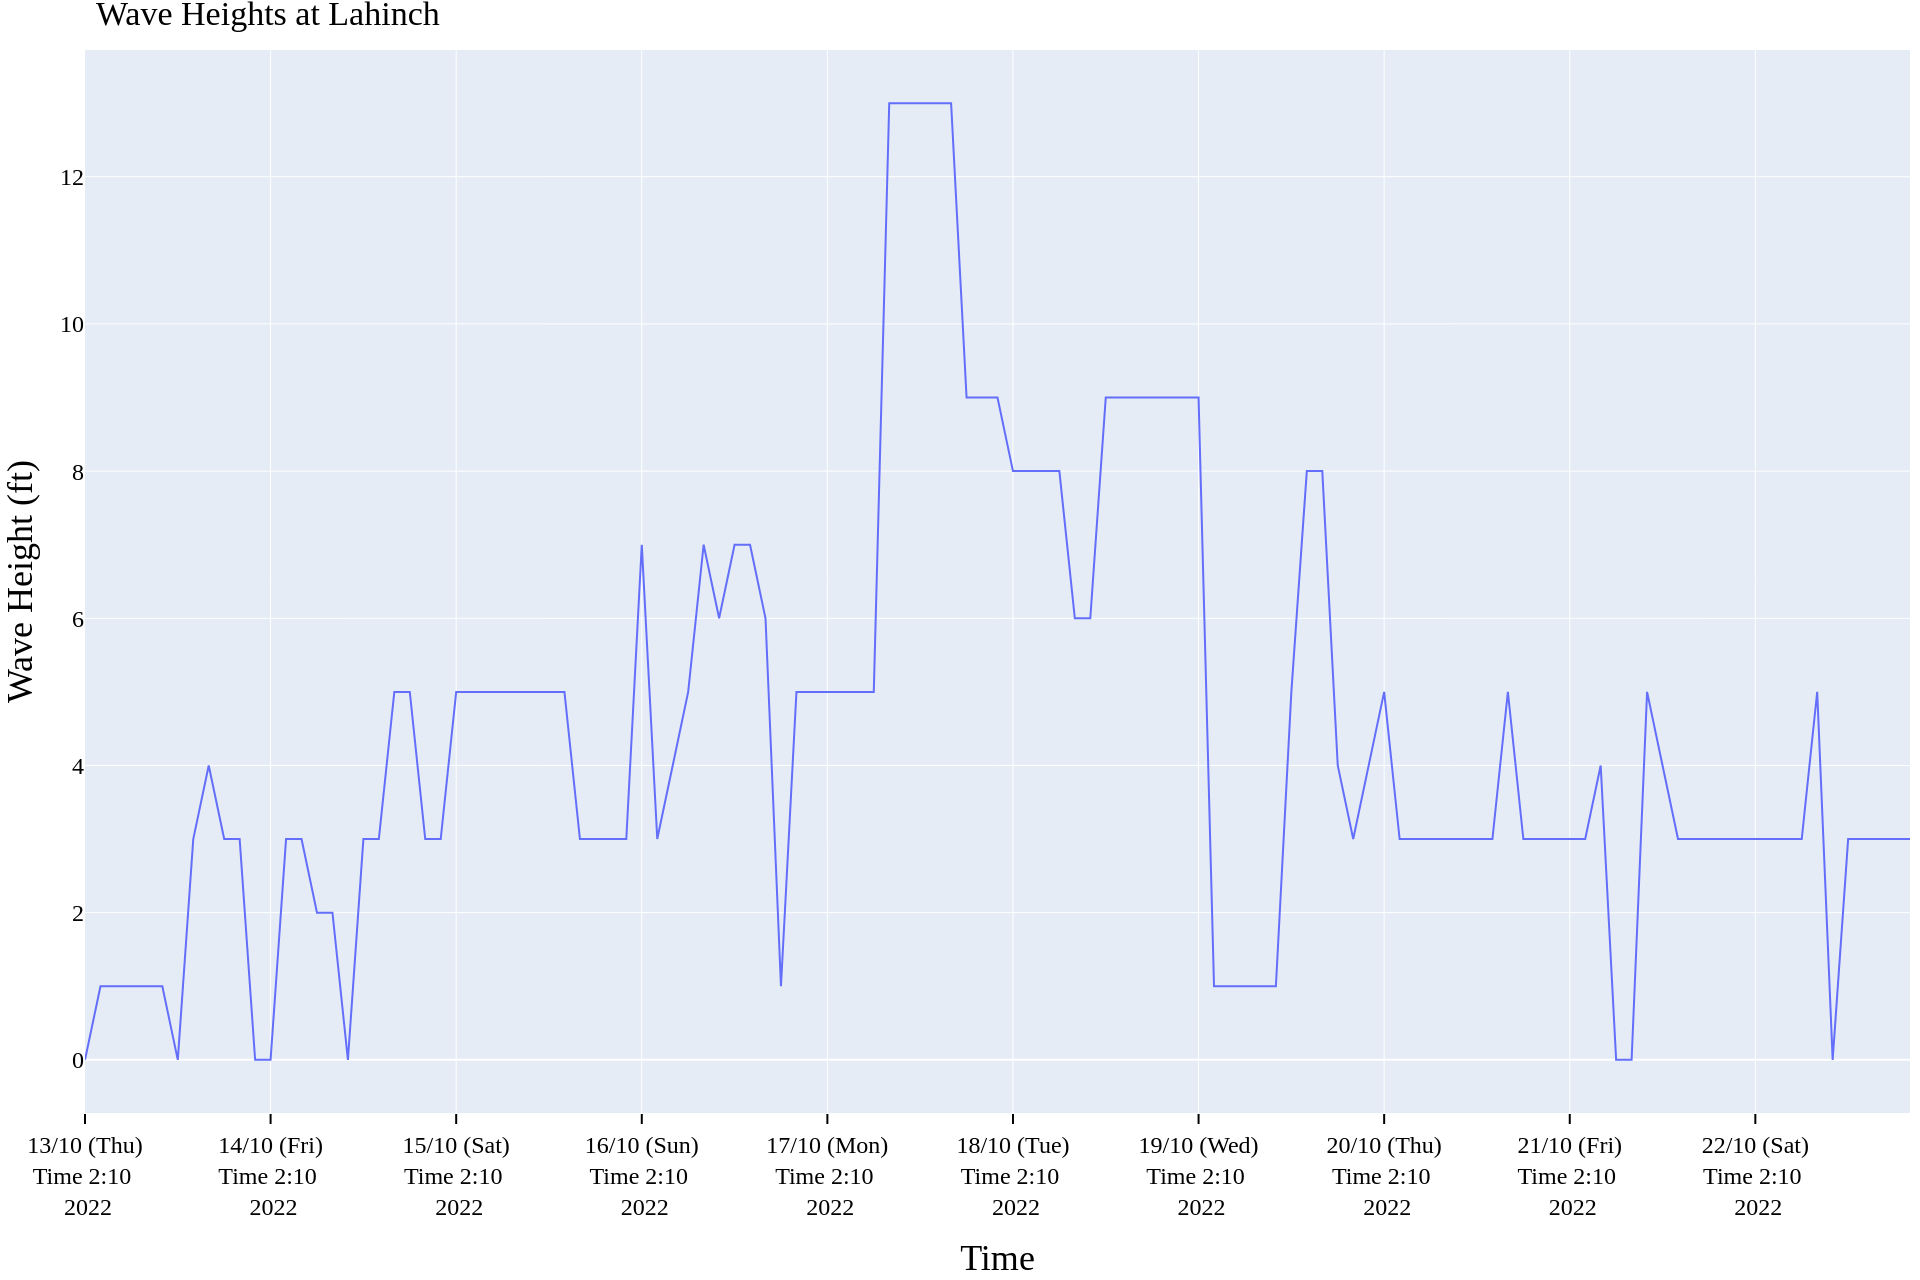 Wave Heights at Lahinch
Wave Height (ft)
12
10
8
6
4
2
0
13/10 (Thu)
Time 2:10
2022
14/10 (Fri)
Time 2:10
2022
15/10 (Sat)
Time 2:10
2022
16/10 (Sun)
Time 2:10
2022
17/10 (Mon)
Time 2:10
2022
18/10 (Tue)
Time 2:10
2022
19/10 (Wed)
Time 2:10
2022
20/10 (Thu)
Time 2:10
2022
21/10 (Fri)
Time 2:10
2022
22/10 (Sat)
Time 2:10
2022
Time